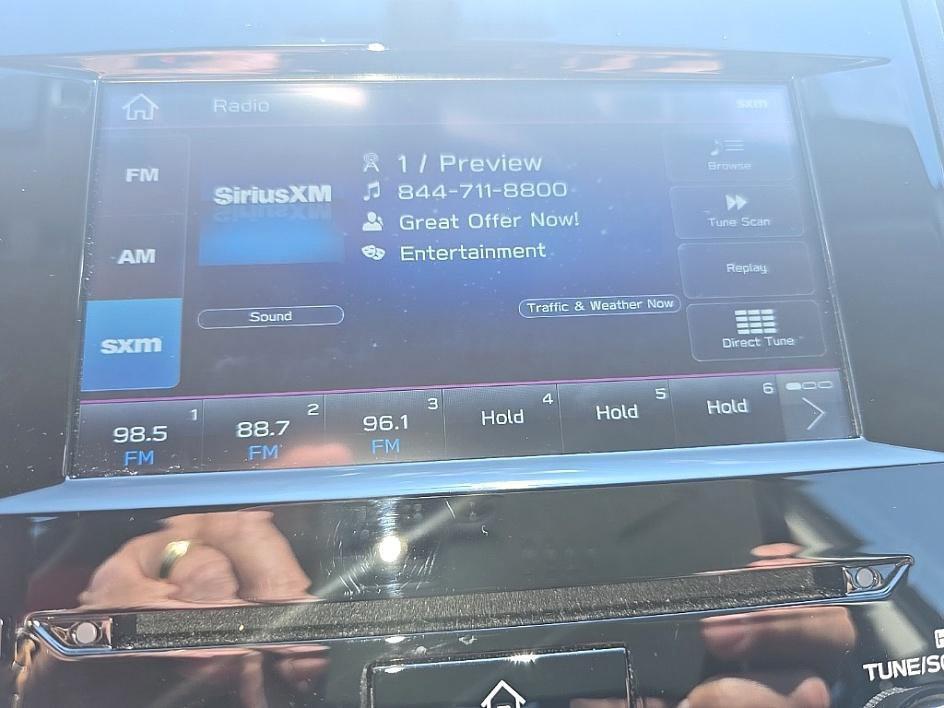 Radio
sxm
FM
AM
sxm
SiriusXM
1 / Preview
844-711-8800
Great Offer Now!
Entertainment
Browse
Tune Scan
Replay
Direct Tune
Sound
Traffic & Weather Now
1
98.5
FM
2
88.7
FM
3
96.1
FM
4
Hold
5
Hold
6
Hold
TUNE/SC